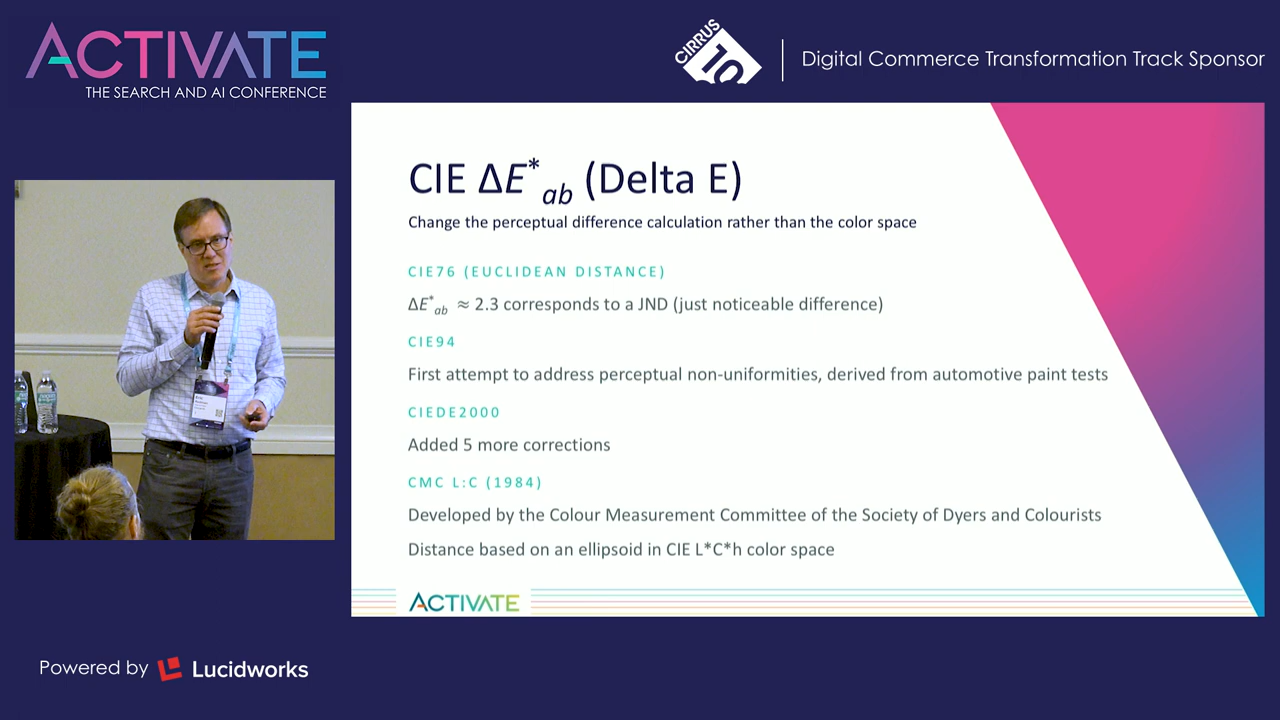 ACTIVATE
THE SEARCH AND AI CONFERENCE
CIRRUS
10
Digital Commerce Transformation Track Sponsor
CIE ΔE*ab (Delta E)
Change the perceptual difference calculation rather than the color space
CIE76 (EUCLIDEAN DISTANCE)
ΔE*ab ≈ 2.3 corresponds to a JND (just noticeable difference)
CIE94
First attempt to address perceptual non-uniformities, derived from automotive paint tests
CIEDE2000
Added 5 more corrections
CMC L:C (1984)
Developed by the Colour Measurement Committee of the Society of Dyers and Colourists
Distance based on an ellipsoid in CIE L*C*h color space
ACTIVATE
Powered by Lucidworks